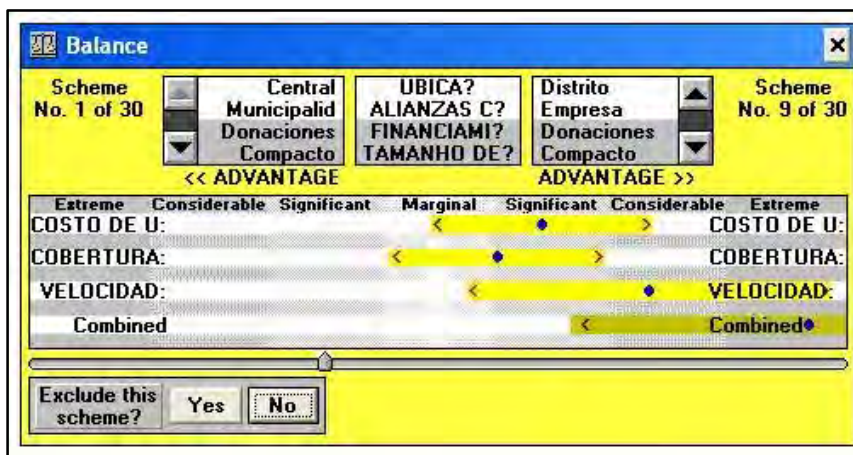 Balance
Scheme
No. 1 of 30
Central
Municipalid
Donaciones
Compacto
UBICA?
ALIANZAS C?
FINANCIAMI?
TAMANHO DE?
Distrito
Empresa
Donaciones
Compacto
Scheme
No. 9 of 30
<< ADVANTAGE
ADVANTAGE >>
Extreme Considerable Significant Marginal Significant Considerable Extreme
COSTO DE U: COSTO DE U:
COBERTURA: COBERTURA:
VELOCIDAD: VELOCIDAD:
Combined Combined
Exclude this
scheme?
Yes
No